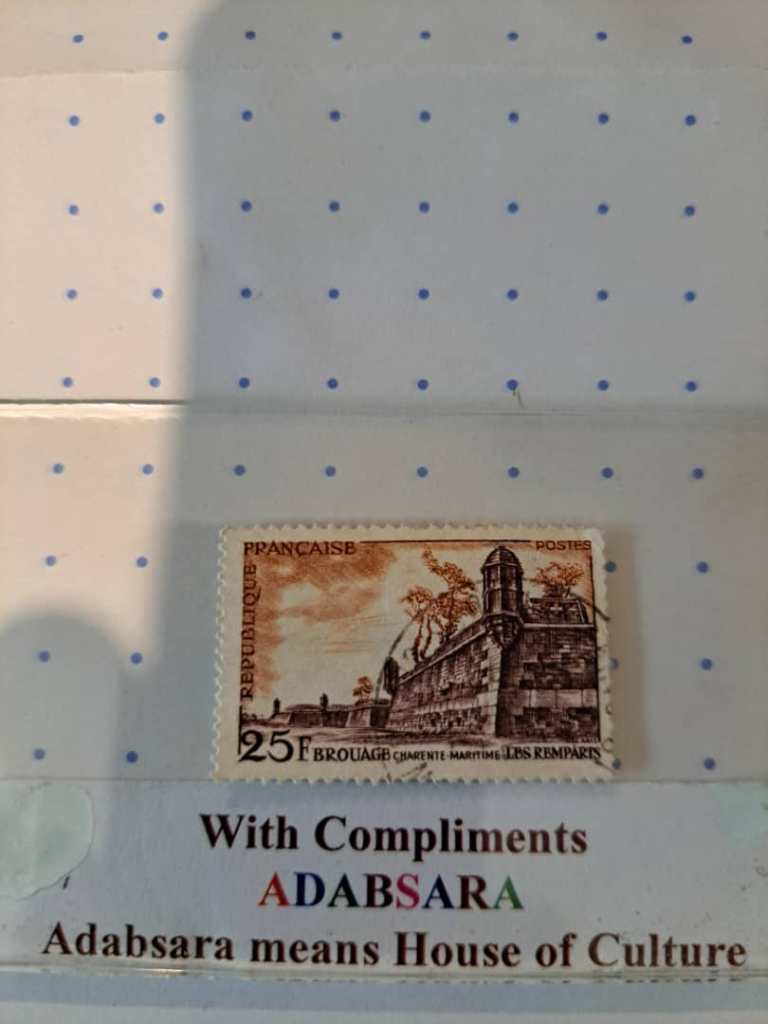 RÉPUBLIQUE
FRANÇAISE
POSTES
25F BROUAGE CHARENTE-MARITIME LES REMPARTS
With Compliments
ADABSARA
Adabsara means House of Culture